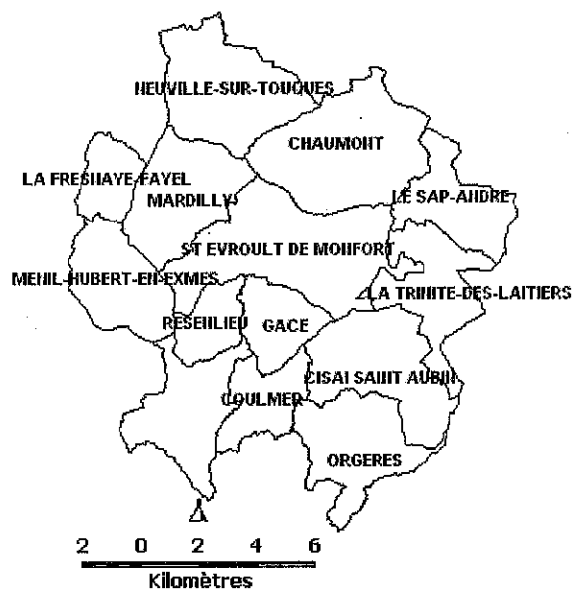 NEUVILLE-SUR-TOUQUES
CHAUMONT
LA FRESNAYE-FAYEL
MARDILLY
LE SAP-ANDRE
ST EVROULT DE MONFORT
MENIL-HUBERT-EN-EXMES
LA TRINITE-DES-LAITIERS
RESENLIEU
GACE
CISAI SAINT AUBIN
COULMER
ORGERES
2 0 2 4 6
Kilomètres